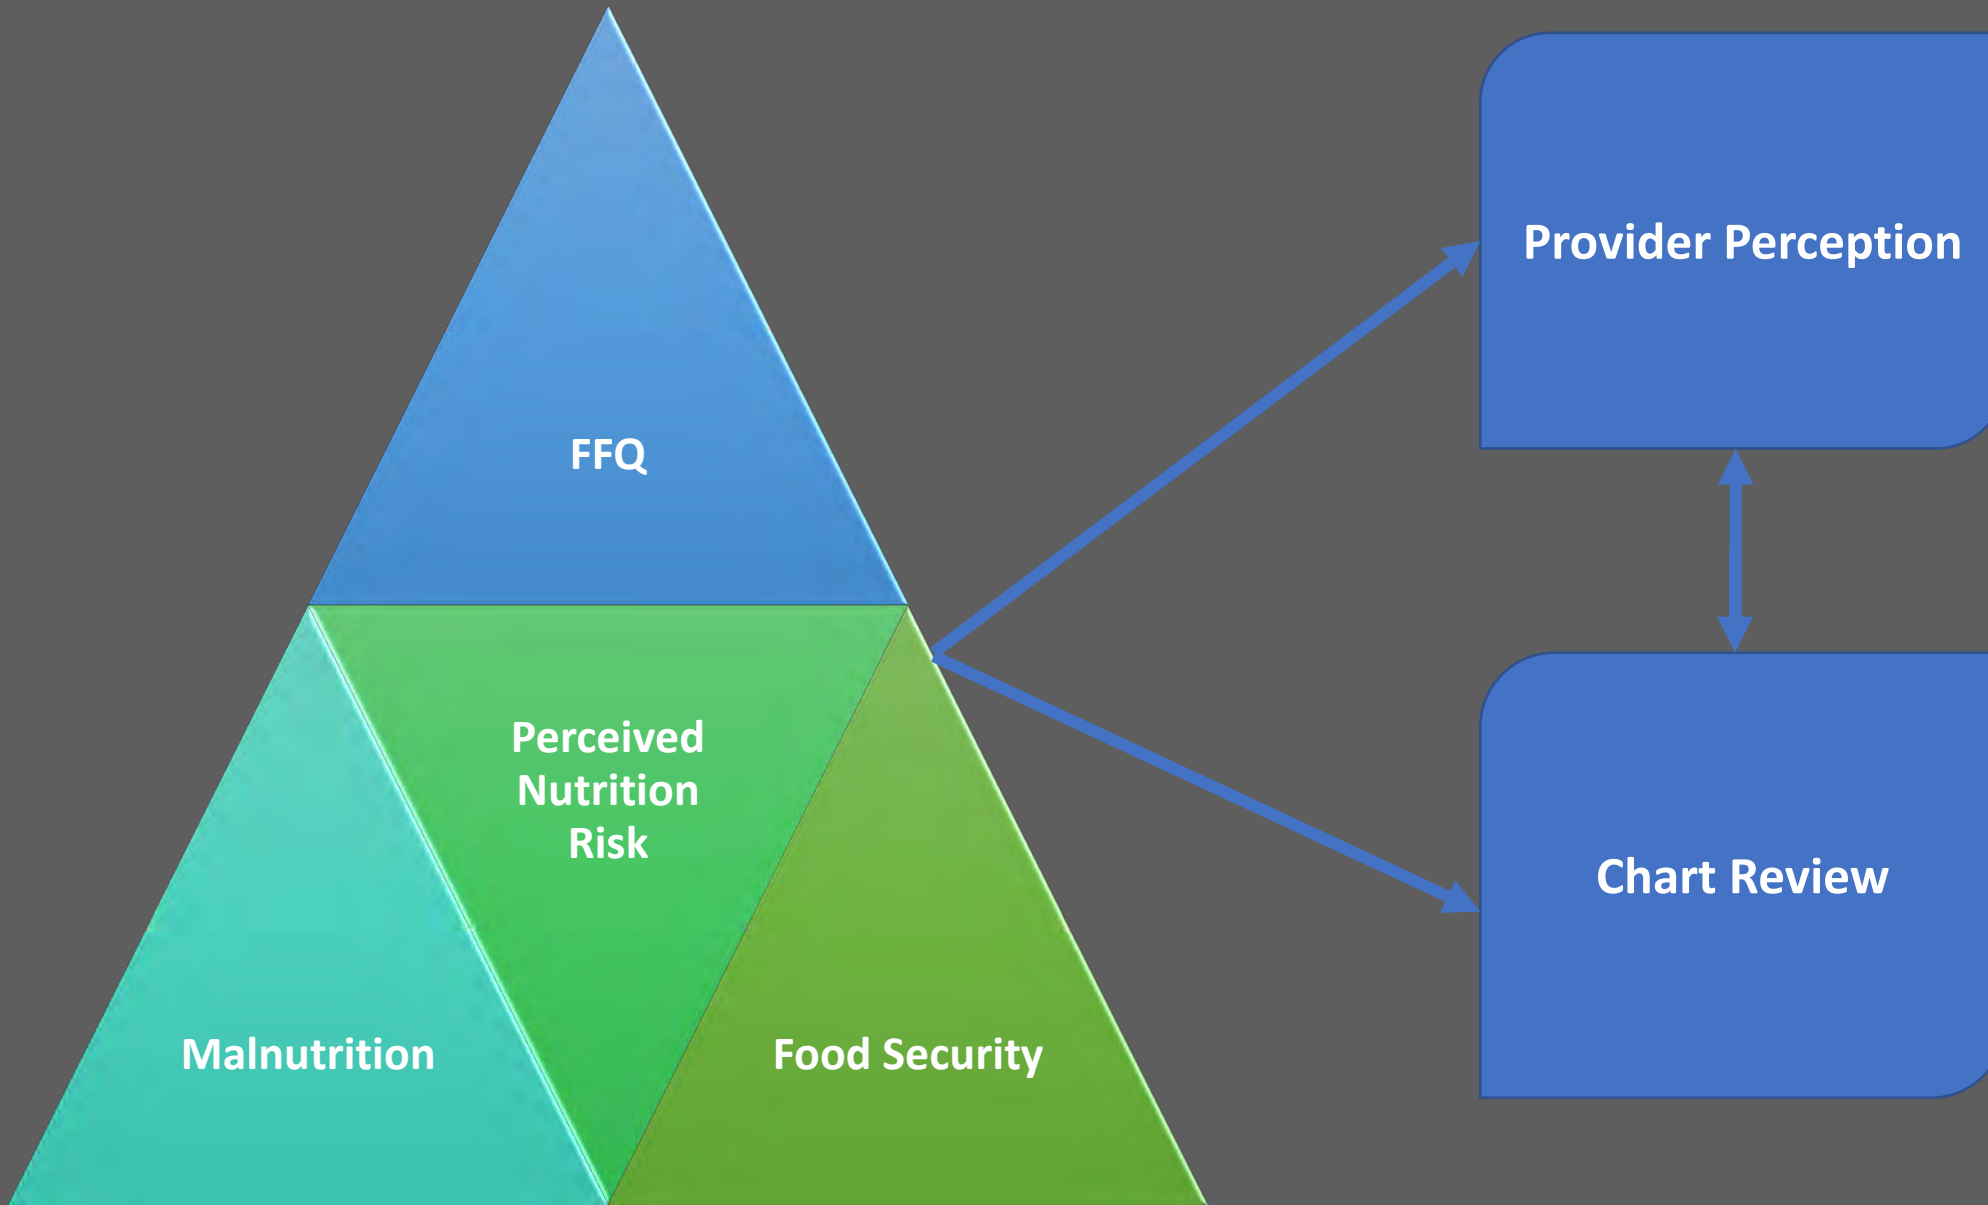 FFQ
Perceived
Nutrition
Risk
Malnutrition
Food Security
Provider Perception
Chart Review